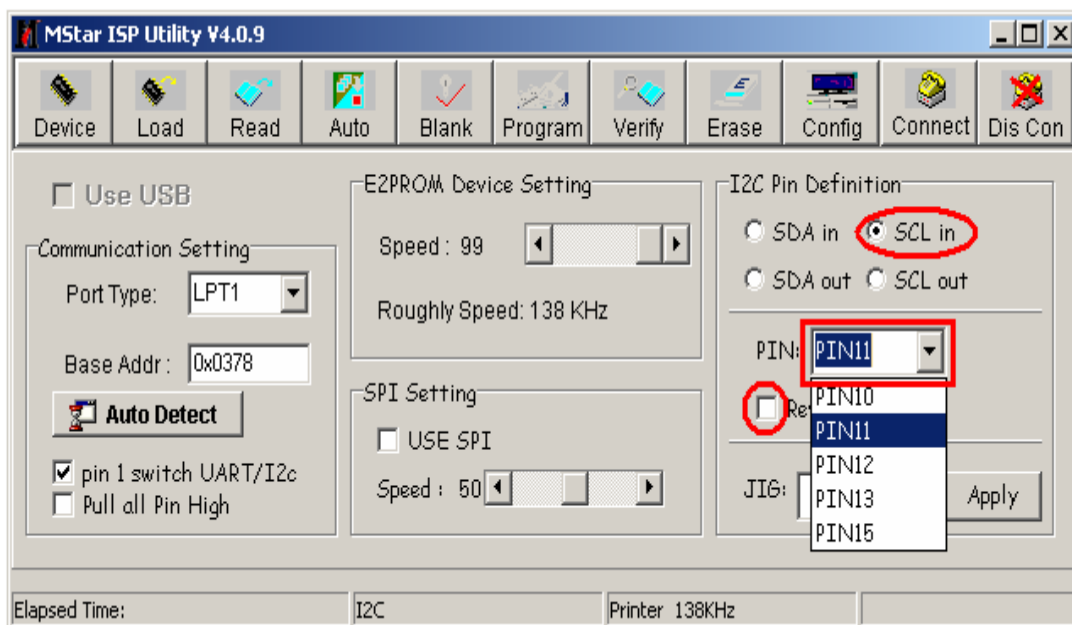 MStar ISP Utility V4.0.9
Device Load Read Auto Blank Program Verify Erase Config Connect Dis Con
Use USB
Communication Setting
Port Type: LPT1
Base Addr : 0x0378
Auto Detect
pin 1 switch UART/I2c
Pull all Pin High
E2PROM Device Setting
Speed : 99
Roughly Speed: 138 KHz
SPI Setting
USE SPI
Speed : 50
I2C Pin Definition
SDA in SCL in
SDA out SCL out
PIN: PIN11
PIN10
PIN11
PIN12
PIN13
PIN15
JIG:
Apply
Elapsed Time: I2C Printer 138KHz